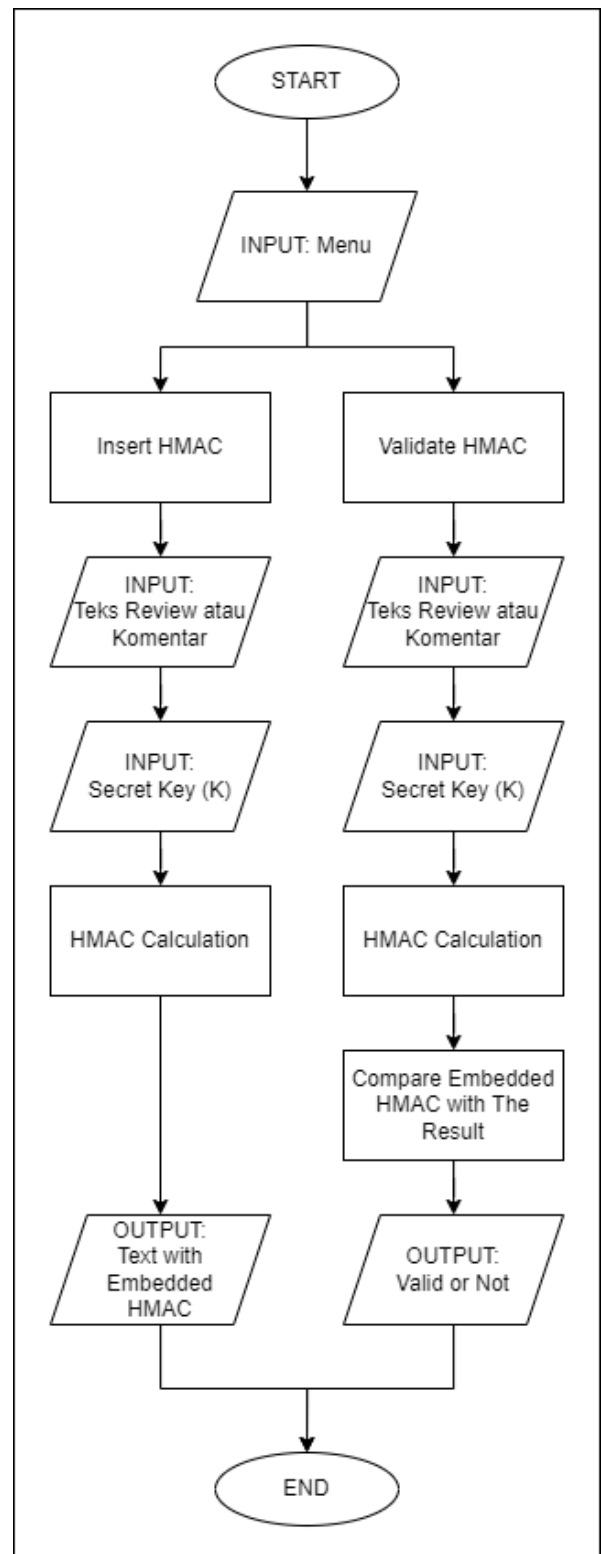 START
INPUT: Menu
Insert HMAC
Validate HMAC
INPUT:
Teks Review atau
Komentar
INPUT:
Teks Review atau
Komentar
INPUT:
Secret Key (K)
INPUT:
Secret Key (K)
HMAC Calculation
HMAC Calculation
Compare Embedded
HMAC with The
Result
OUTPUT:
Text with
Embedded
HMAC
OUTPUT:
Valid or Not
END